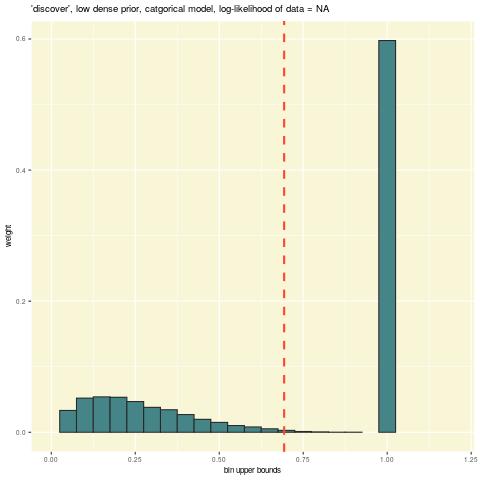 'discover', low dense prior, catgorical model, log-likelihood of data = NA
0.6
0.4
0.2
0.0
weight
0.00 0.25 0.50 0.75 1.00 1.25
bin upper bounds